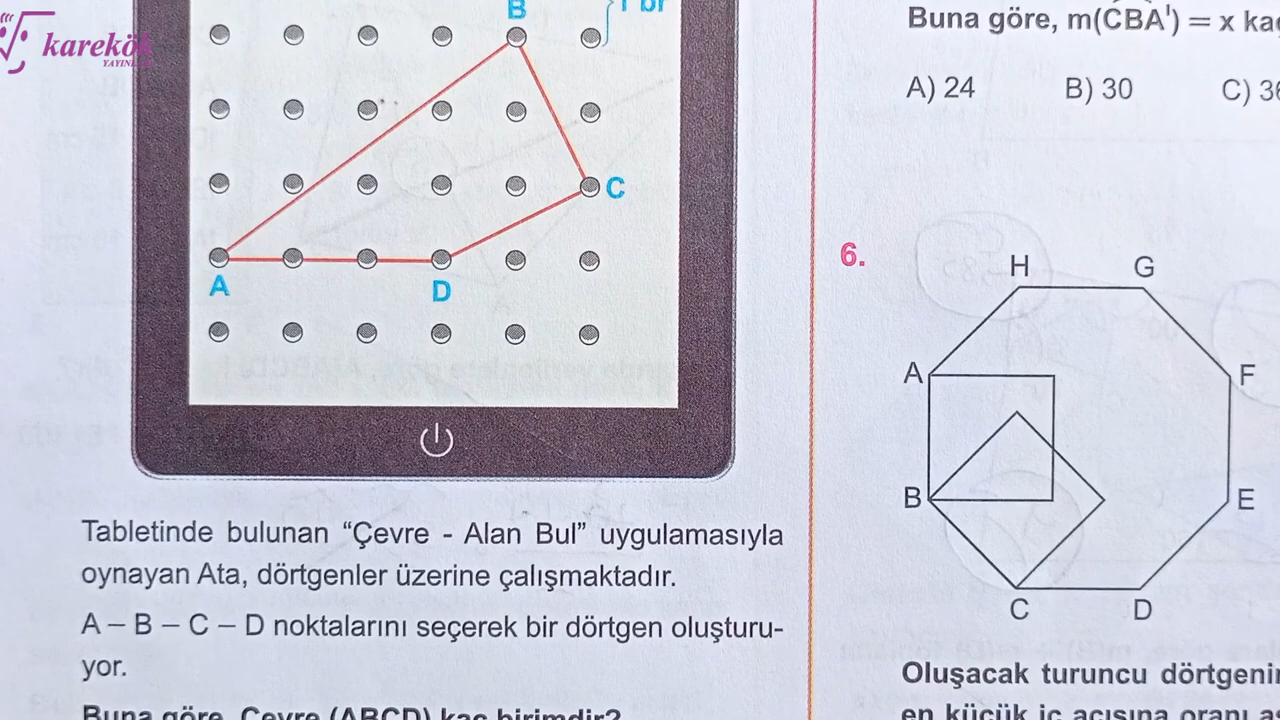 karekök
YAYINLARI
B
1 br
C
A
D
Tabletinde bulunan “Çevre - Alan Bul” uygulamasıyla
oynayan Ata, dörtgenler üzerine çalışmaktadır.
A – B – C – D noktalarını seçerek bir dörtgen oluşturu-
yor.
Buna göre, Çevre (ABCD) kaç birimdir?
Buna göre, m(CBA') = x kaç
A) 24 B) 30 C) 36
6.
H G
A F
B E
C D
Oluşacak turuncu dörtgenin
en küçük iç açısına oranı